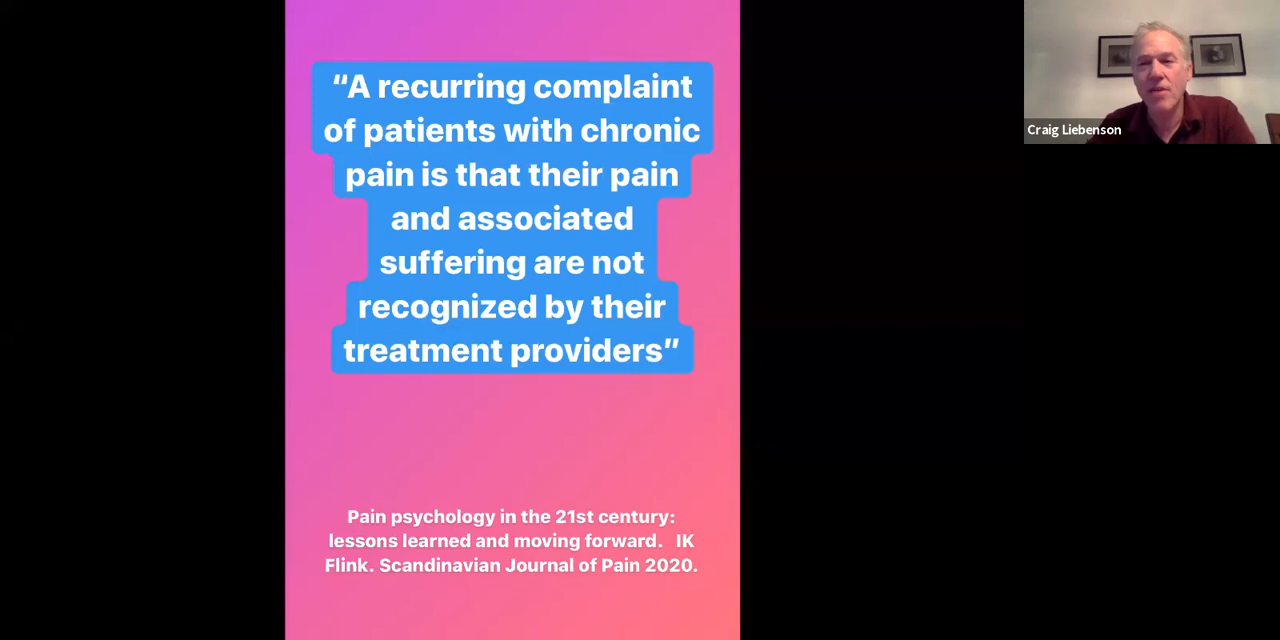 “A recurring complaint
of patients with chronic
pain is that their pain
and associated
suffering are not
recognized by their
treatment providers”
Pain psychology in the 21st century:
lessons learned and moving forward. IK
Flink. Scandinavian Journal of Pain 2020.
Craig Liebenson